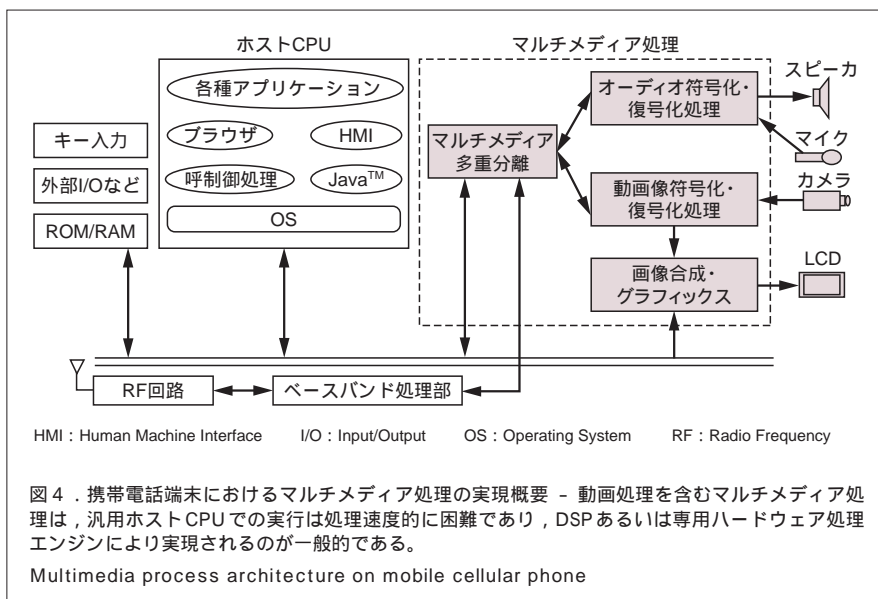 ホストCPU
マルチメディア処理
各種アプリケーション
ブラウザ
HMI
呼制御処理
Java™
OS
キー入力
外部I/Oなど
ROM/RAM
マルチメディア
多重分離
オーディオ符号化・
復号化処理
動画像符号化・
復号化処理
画像合成・
グラフィックス
スピーカ
マイク
カメラ
LCD
RF回路
ベースバンド処理部
HMI：Human Machine Interface I/O：Input/Output OS：Operating System RF：Radio Frequency
図４．携帯電話端末におけるマルチメディア処理の実現概要 − 動画処理を含むマルチメディア処
理は，汎用ホストCPUでの実行は処理速度的に困難であり，DSPあるいは専用ハードウェア処理
エンジンにより実現されるのが一般的である。
Multimedia process architecture on mobile cellular phone